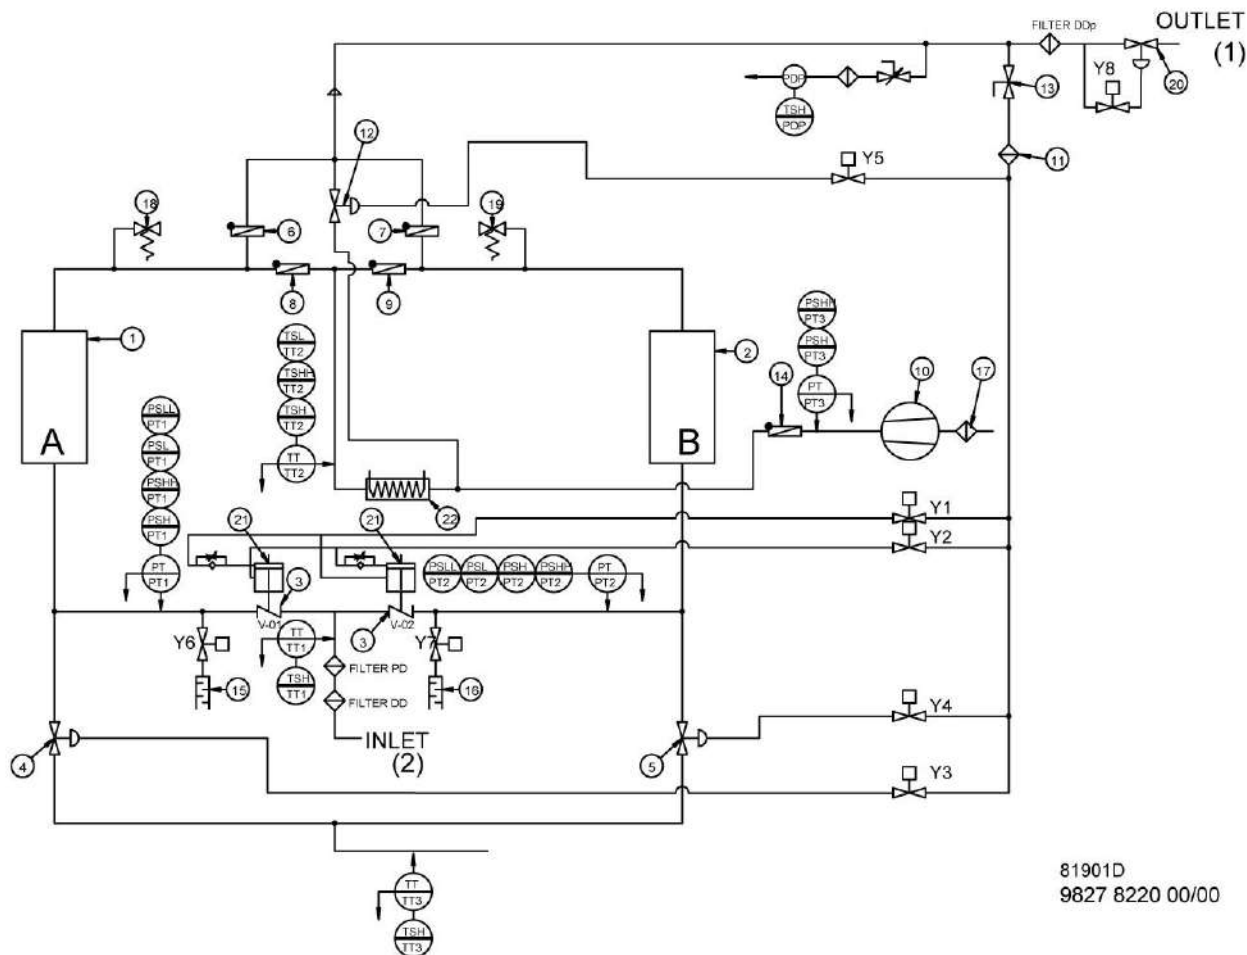 FILTER DDp
OUTLET
(1)
Y8
20
13
PDP
TSH
PDP
12
Y5
11
18
6
7
19
8
9
1
2
TSL
TT2
TSHH
TT2
TSH
TT2
TT
TT2
PSHH
PT3
PSH
PT3
PT
PT3
14
10
17
A
B
PSLL
PT1
PSL
PT1
PSHH
PT1
PSH
PT1
PT
PT1
22
21
21
Y1
Y2
3
PSLL
PT2
PSL
PT2
PSH
PT2
PSHH
PT2
PT
PT2
V-01
V-02
Y6
TT
TT1
3
Y7
TSH
TT1
FILTER PD
15
16
FILTER DD
Y4
INLET
(2)
4
5
Y3
TT
TT3
TSH
TT3
81901D
9827 8220 00/00